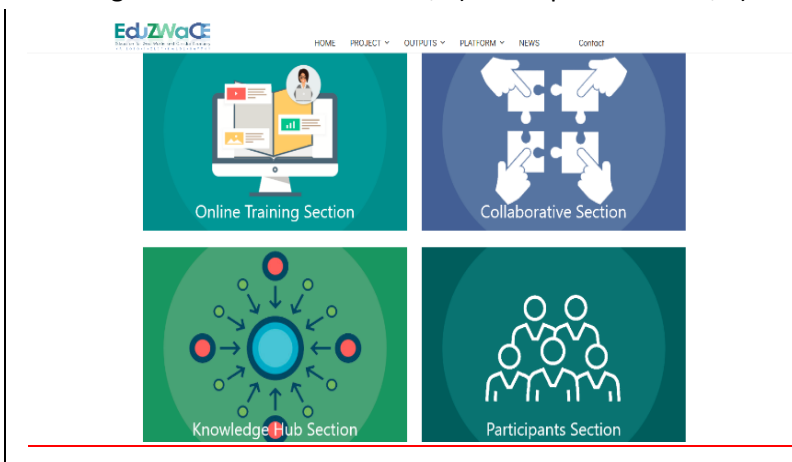 EduZWaCE
HOME PROJECT OUTPUTS PLATFORM NEWS Contact
Online Training Section
Collaborative Section
Knowledge Hub Section
Participants Section